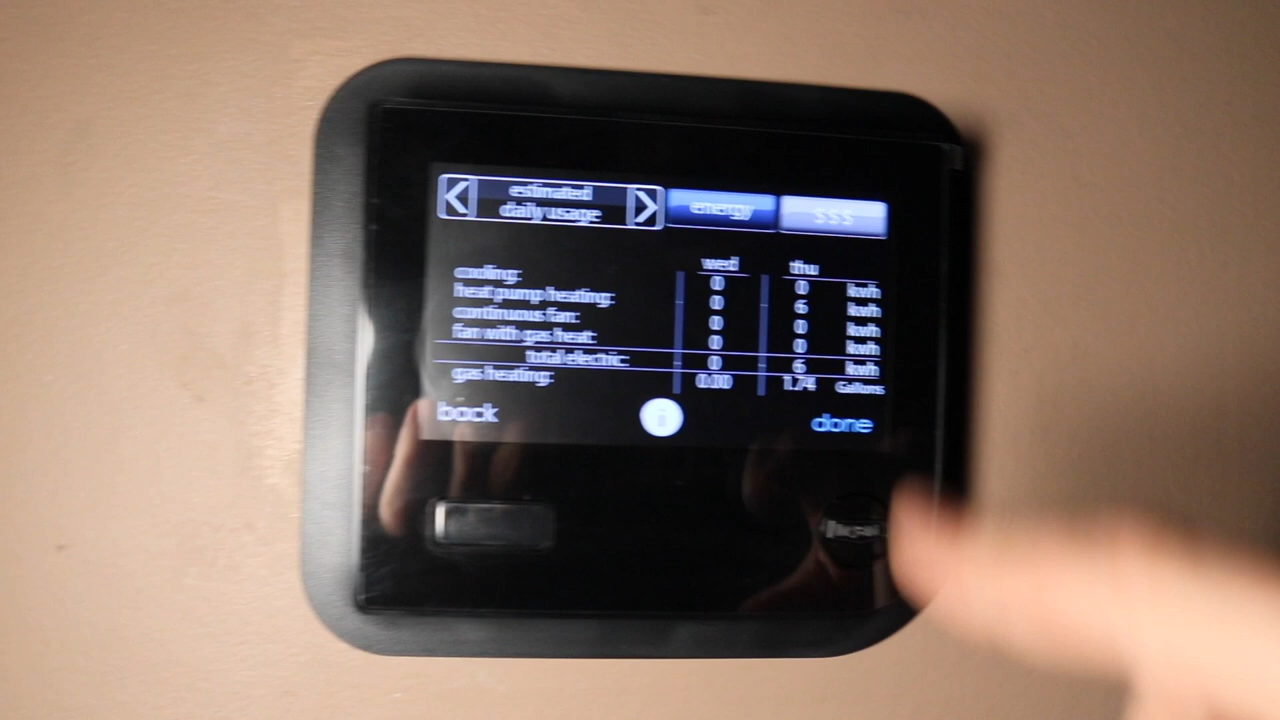 < estimated daily usage > energy $$$
wed thu
cooling: 0 0 kwh
heat pump heating: 0 6 kwh
continuous fan: 0 0 kwh
fan with gas heat: 0 0 kwh
total electric: 0 6 kwh
gas heating: 0.00 1.74 Gallons
back i done